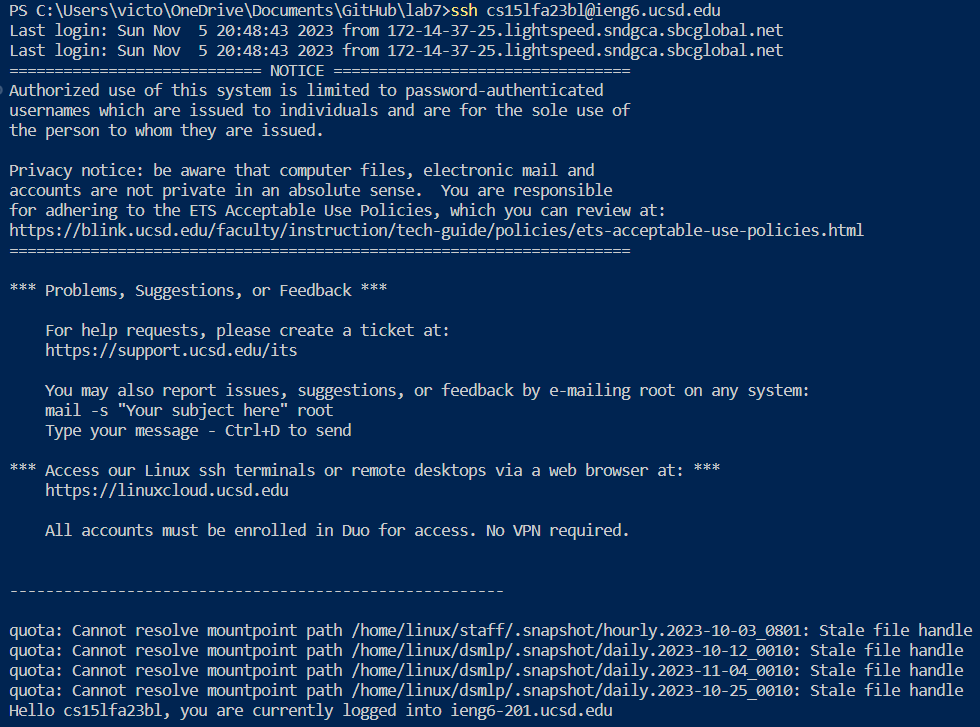 PS C:\Users\victo\OneDrive\Documents\GitHub\lab7>ssh cs15lfa23bl@ieng6.ucsd.edu
Last login: Sun Nov  5 20:48:43 2023 from 172-14-37-25.lightspeed.sndgca.sbcglobal.net
Last login: Sun Nov  5 20:48:43 2023 from 172-14-37-25.lightspeed.sndgca.sbcglobal.net
============================ NOTICE =================================
Authorized use of this system is limited to password-authenticated
usernames which are issued to individuals and are for the sole use of
the person to whom they are issued.

Privacy notice: be aware that computer files, electronic mail and
accounts are not private in an absolute sense.  You are responsible
for adhering to the ETS Acceptable Use Policies, which you can review at:
https://blink.ucsd.edu/faculty/instruction/tech-guide/policies/ets-acceptable-use-policies.html
=====================================================================

*** Problems, Suggestions, or Feedback ***

    For help requests, please create a ticket at:
    https://support.ucsd.edu/its

    You may also report issues, suggestions, or feedback by e-mailing root on any system:
    mail -s "Your subject here" root
    Type your message - Ctrl+D to send

*** Access our Linux ssh terminals or remote desktops via a web browser at: ***
    https://linuxcloud.ucsd.edu

    All accounts must be enrolled in Duo for access. No VPN required.


-------------------------------------------------------

quota: Cannot resolve mountpoint path /home/linux/staff/.snapshot/hourly.2023-10-03_0801: Stale file handle
quota: Cannot resolve mountpoint path /home/linux/dsmlp/.snapshot/daily.2023-10-12_0010: Stale file handle
quota: Cannot resolve mountpoint path /home/linux/dsmlp/.snapshot/daily.2023-11-04_0010: Stale file handle
quota: Cannot resolve mountpoint path /home/linux/dsmlp/.snapshot/daily.2023-10-25_0010: Stale file handle
Hello cs15lfa23bl, you are currently logged into ieng6-201.ucsd.edu